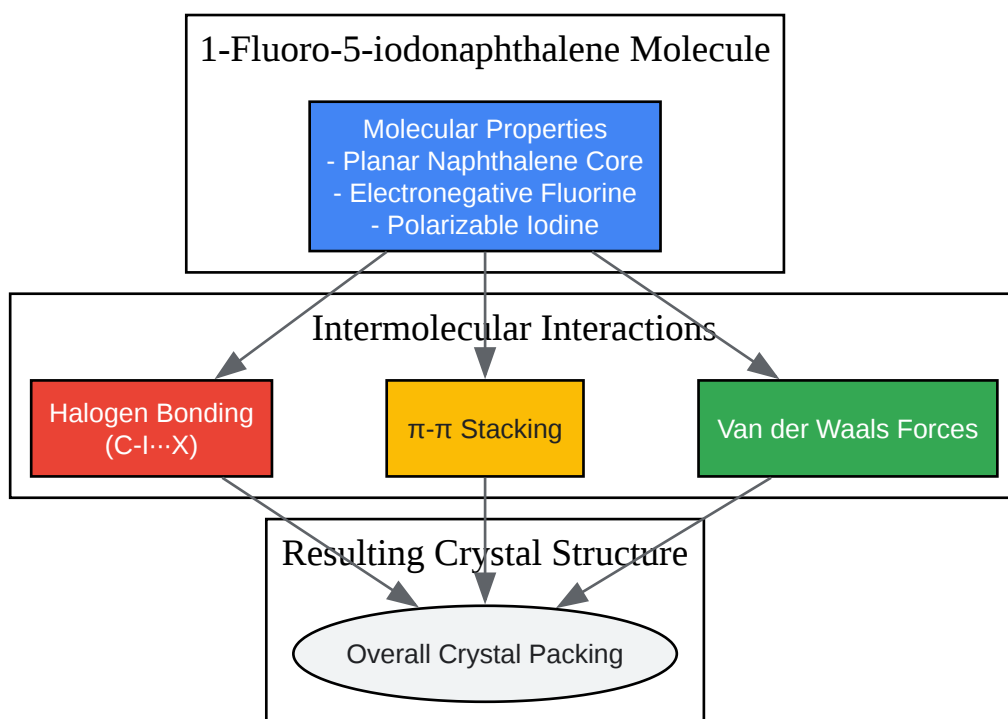 1-Fluoro-5-iodonaphthalene Molecule
Molecular Properties
- Planar Naphthalene Core
- Electronegative Fluorine
- Polarizable Iodine
Intermolecular Interactions
Halogen Bonding
(C-I···X)
π-π Stacking
Van der Waals Forces
Resulting Crystal Structure
Overall Crystal Packing